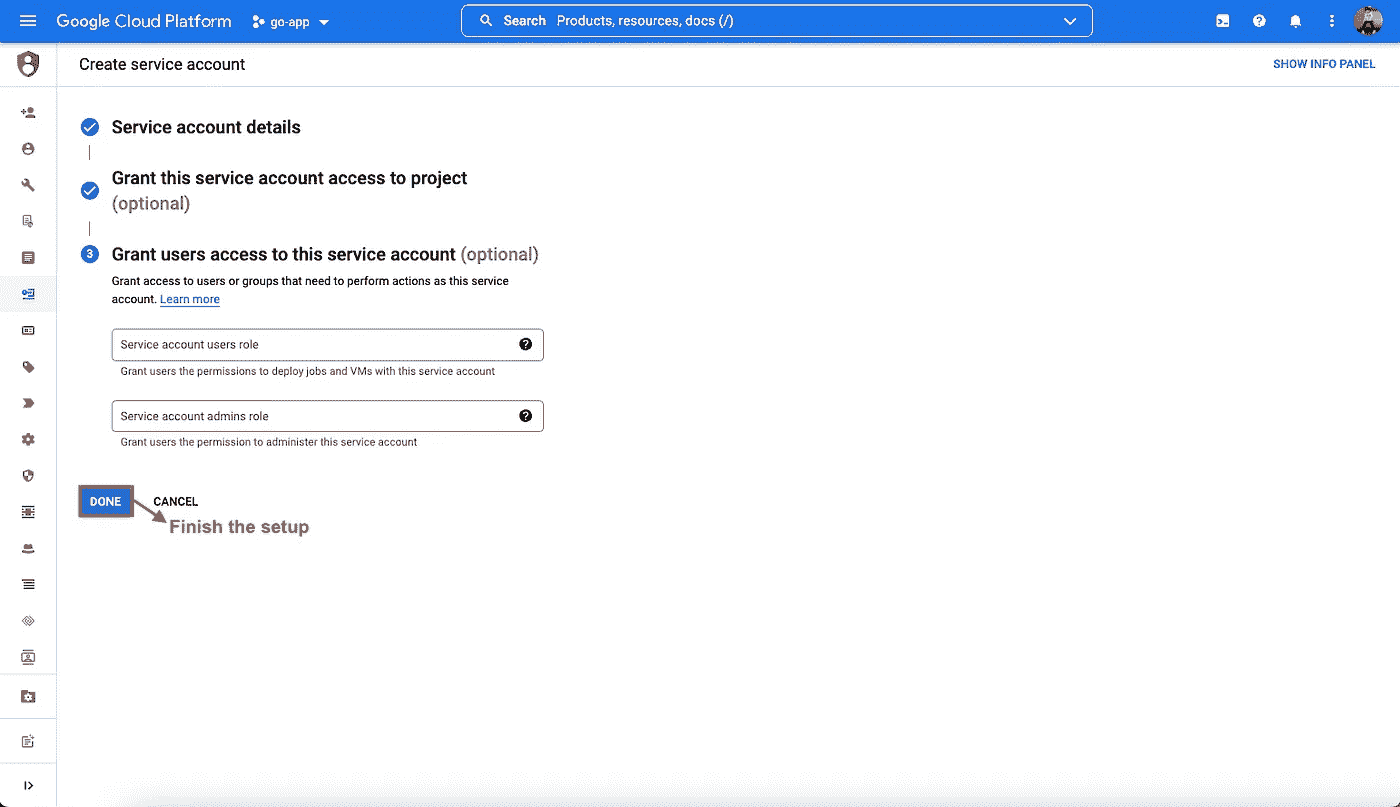 Google Cloud Platform
go-app
Search Products, resources, docs (/)
Create service account
SHOW INFO PANEL
Service account details
Grant this service account access to project
(optional)
3
Grant users access to this service account (optional)
Grant access to users or groups that need to perform actions as this service
account. Learn more
Service account users role
Grant users the permissions to deploy jobs and VMs with this service account
Service account admins role
Grant users the permission to administer this service account
DONE
CANCEL
Finish the setup